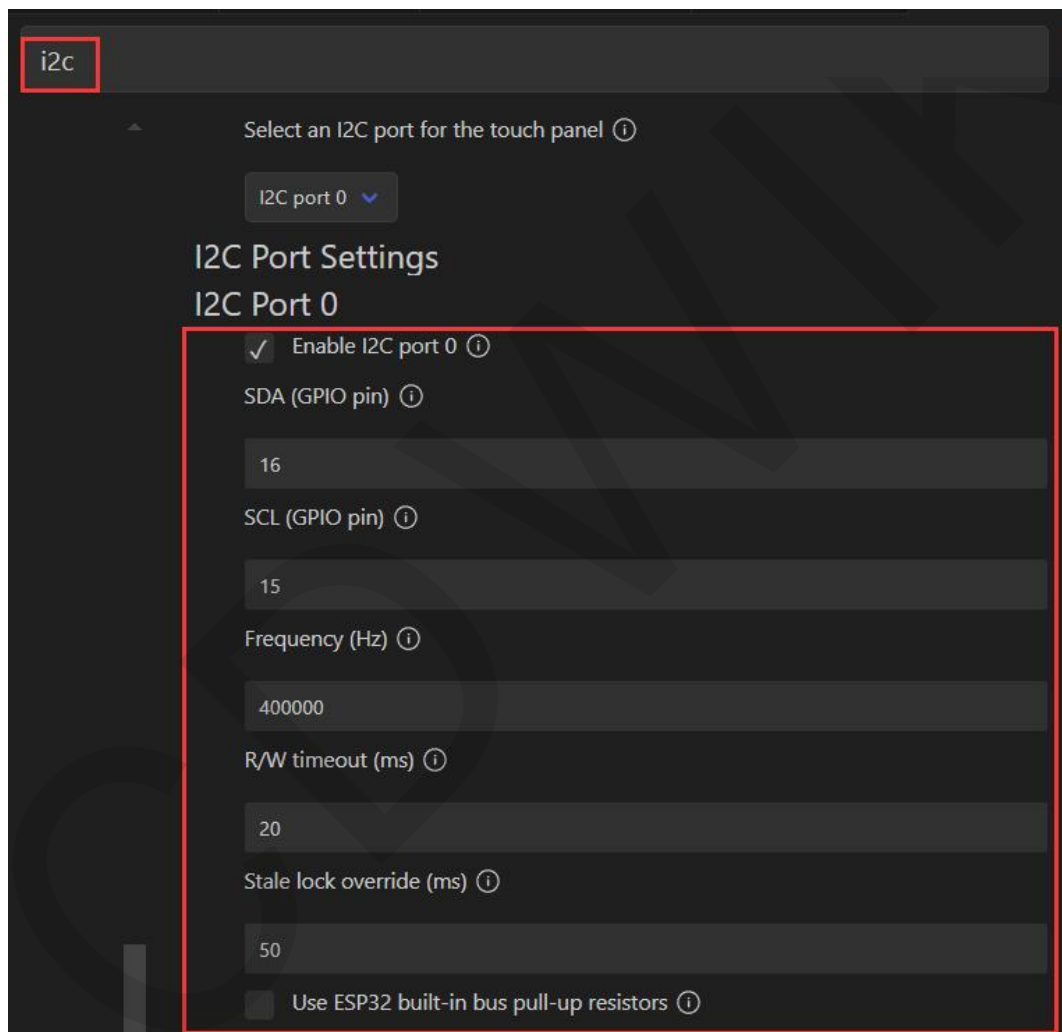 i2c
Select an I2C port for the touch panel
I2C port 0
I2C Port Settings
I2C Port 0
Enable I2C port 0
SDA (GPIO pin)
16
SCL (GPIO pin)
15
Frequency (Hz)
400000
R/W timeout (ms)
20
Stale lock override (ms)
50
Use ESP32 built-in bus pull-up resistors